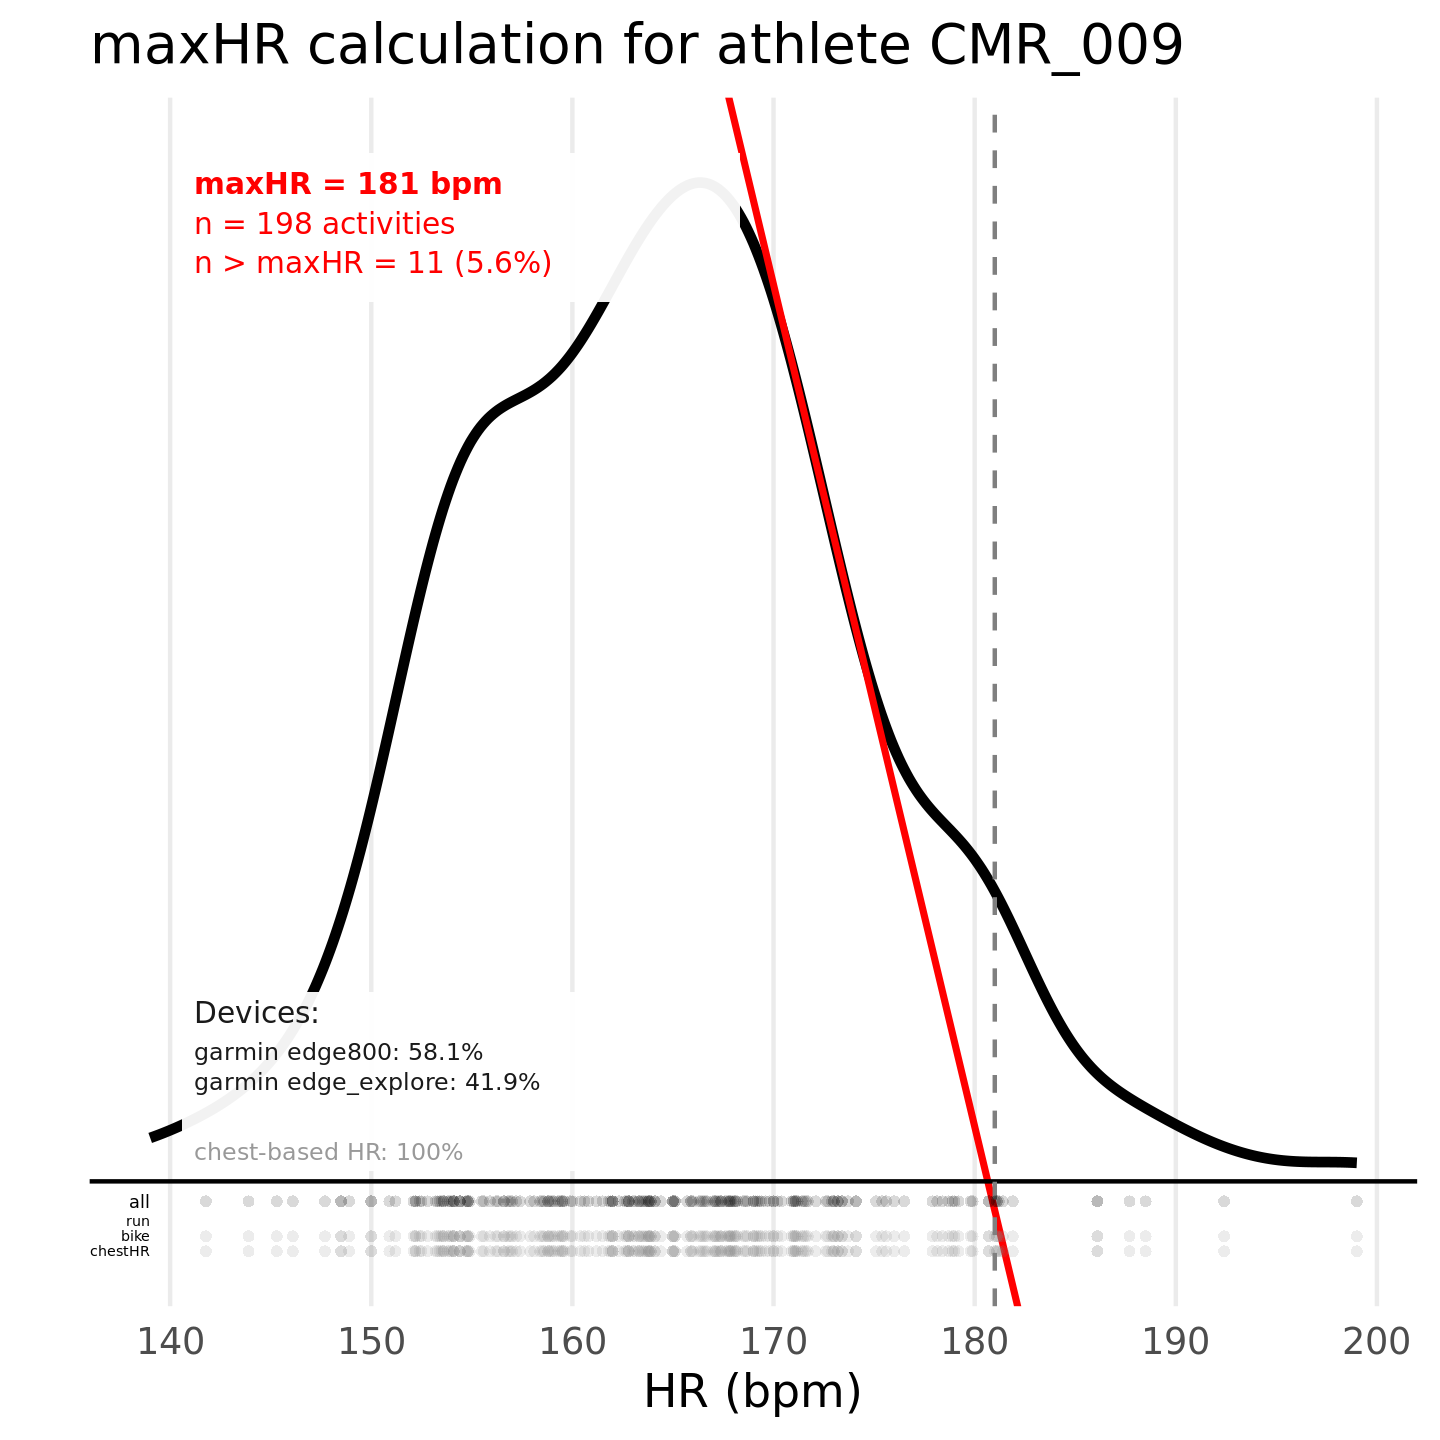 maxHR calculation for athlete CMR_009
maxHR = 181 bpm
n = 198 activities
n > maxHR = 11 (5.6%)
Devices:
garmin edge800: 58.1%
garmin edge_explore: 41.9%
chest-based HR: 100%
all
run
bike
chestHR
140 150 160 170 180 190 200
HR (bpm)